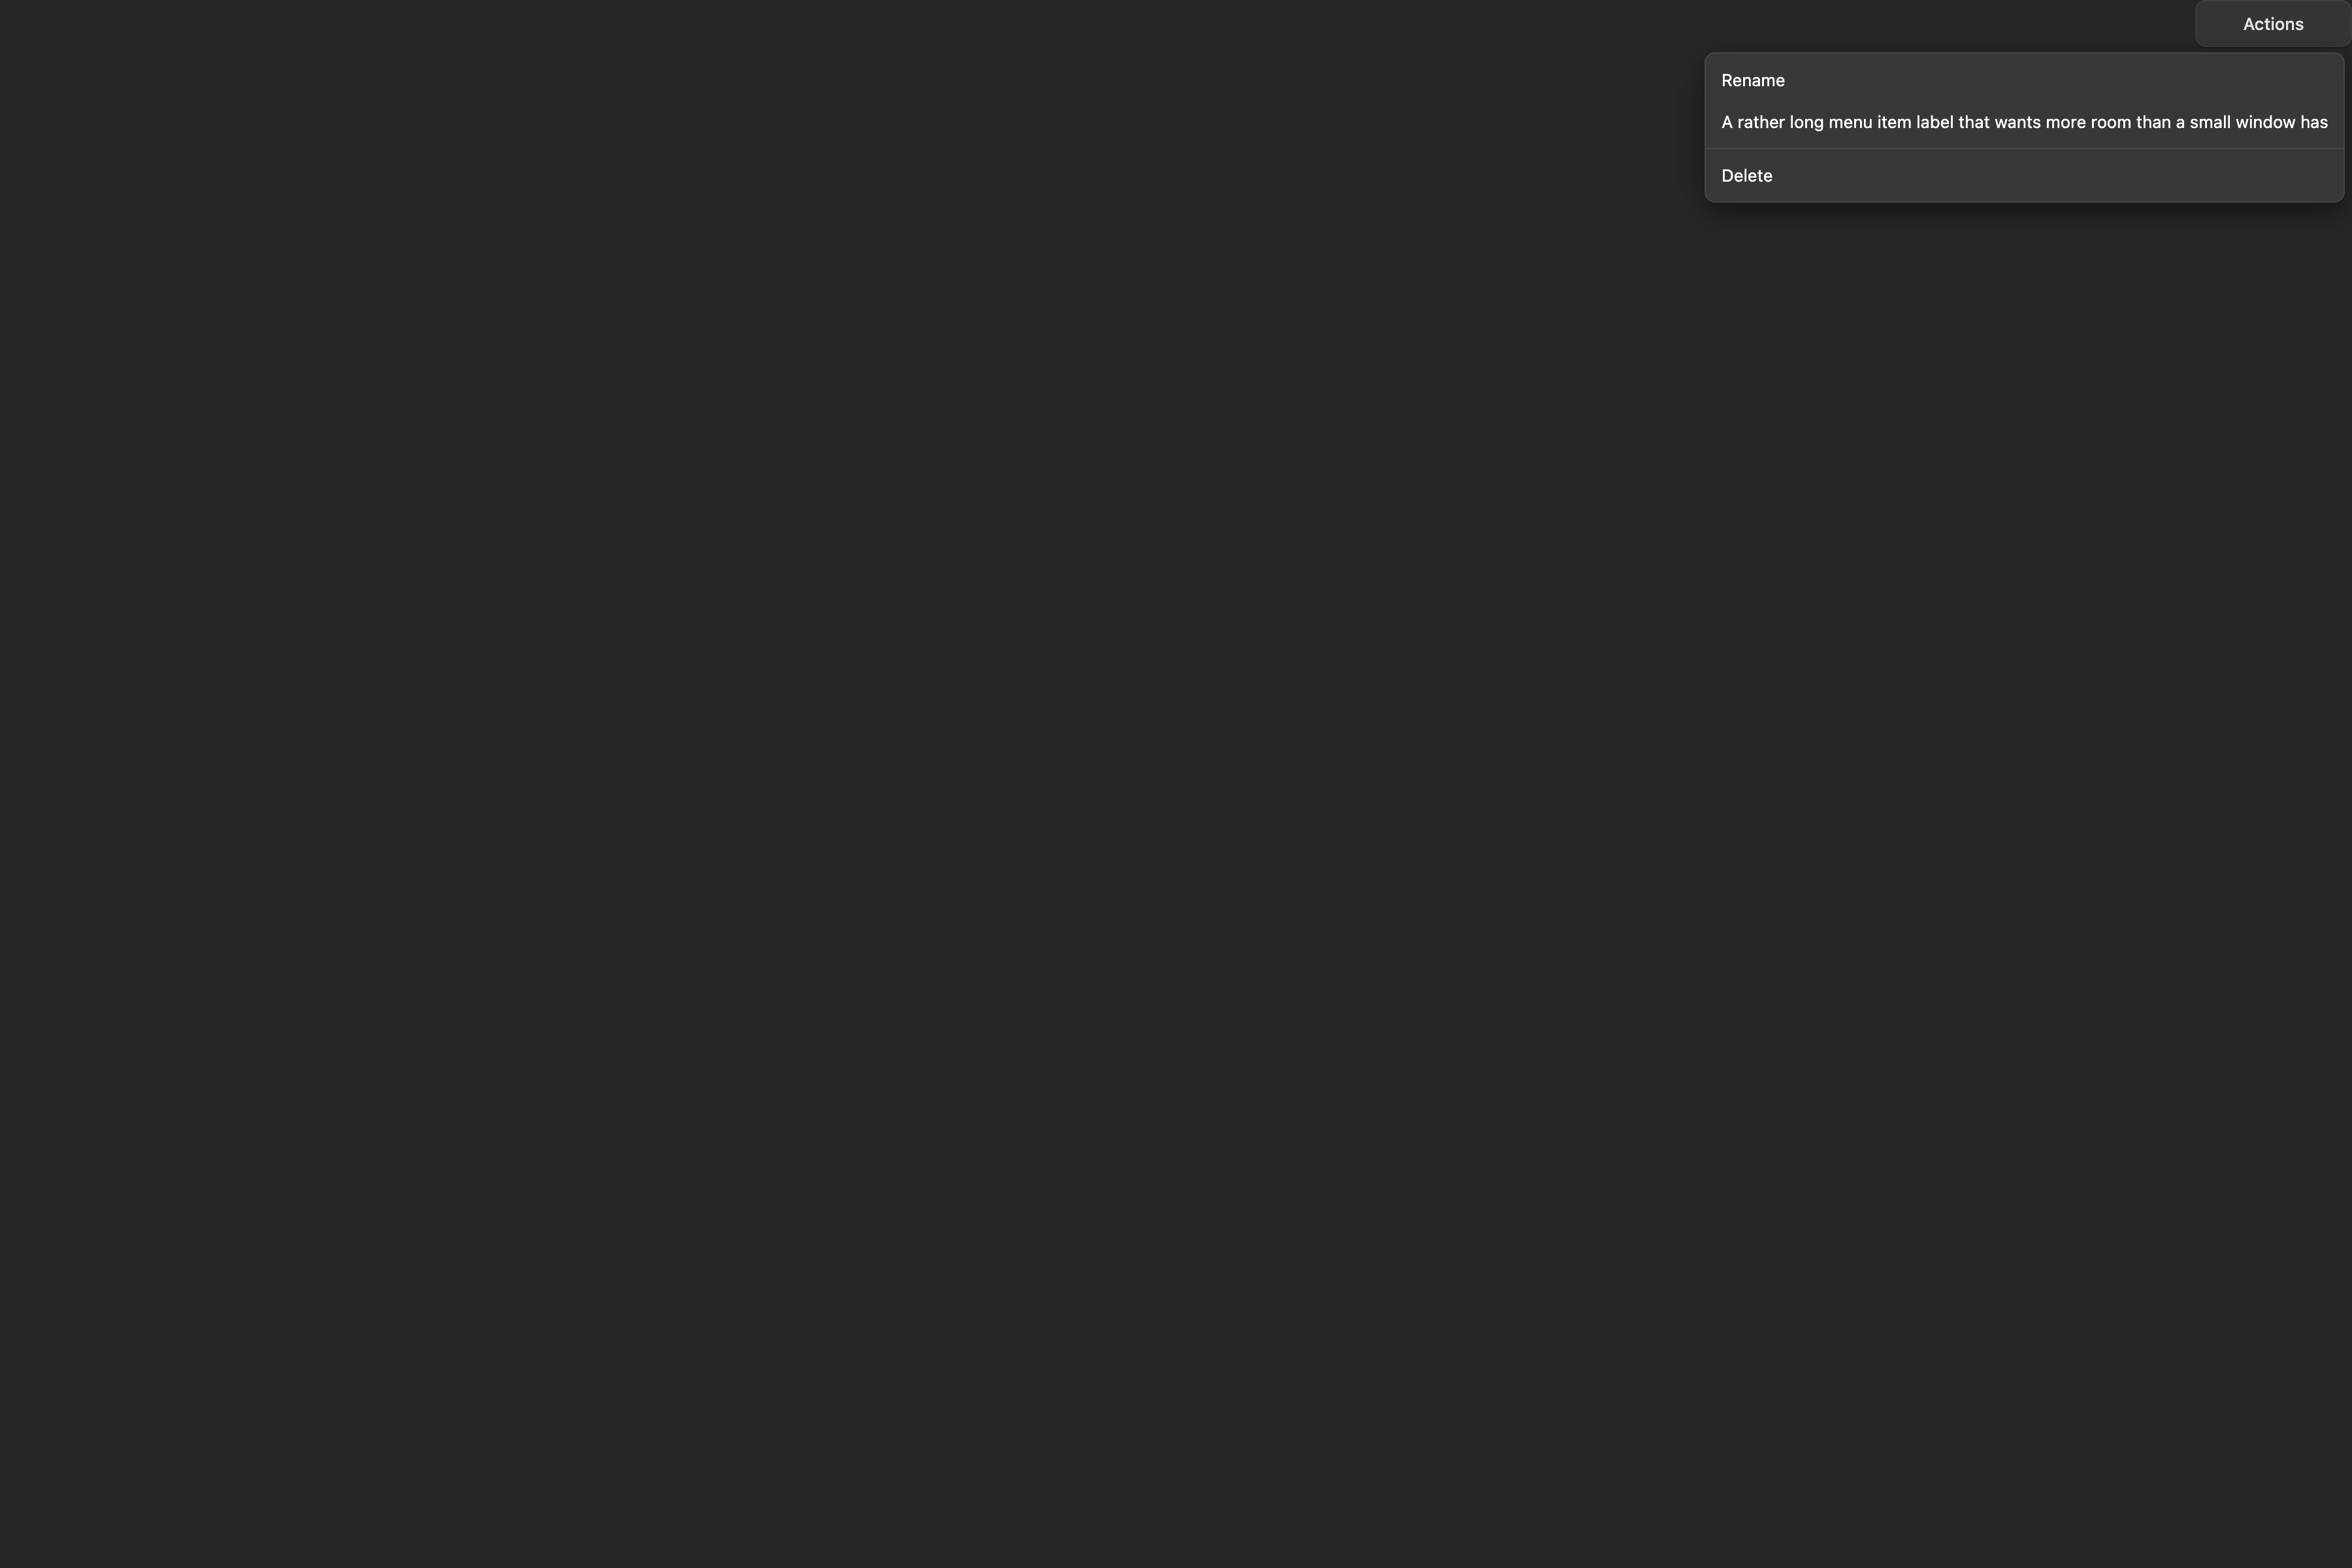 Actions
Rename
A rather long menu item label that wants more room than a small window has
Delete